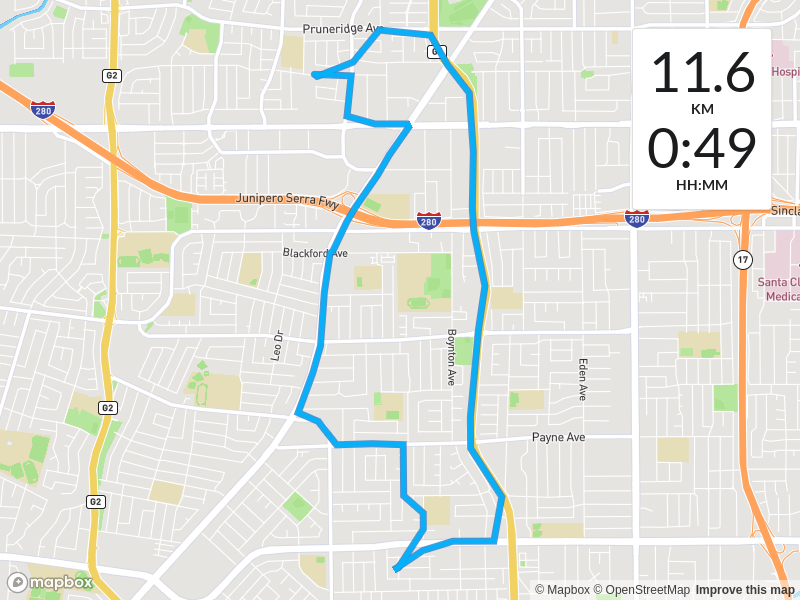 Pruneridge Ave
G2
G
11.6
KM
0:49
HH:MM
Hospi
280
Junipero Serra Fwy
280
280
Sincla
Blackford Ave
17
Santa Cl
Medica
Leo Dr
Boynton Ave
Eden Ave
G2
Payne Ave
G2
mapbox
© Mapbox © OpenStreetMap Improve this map